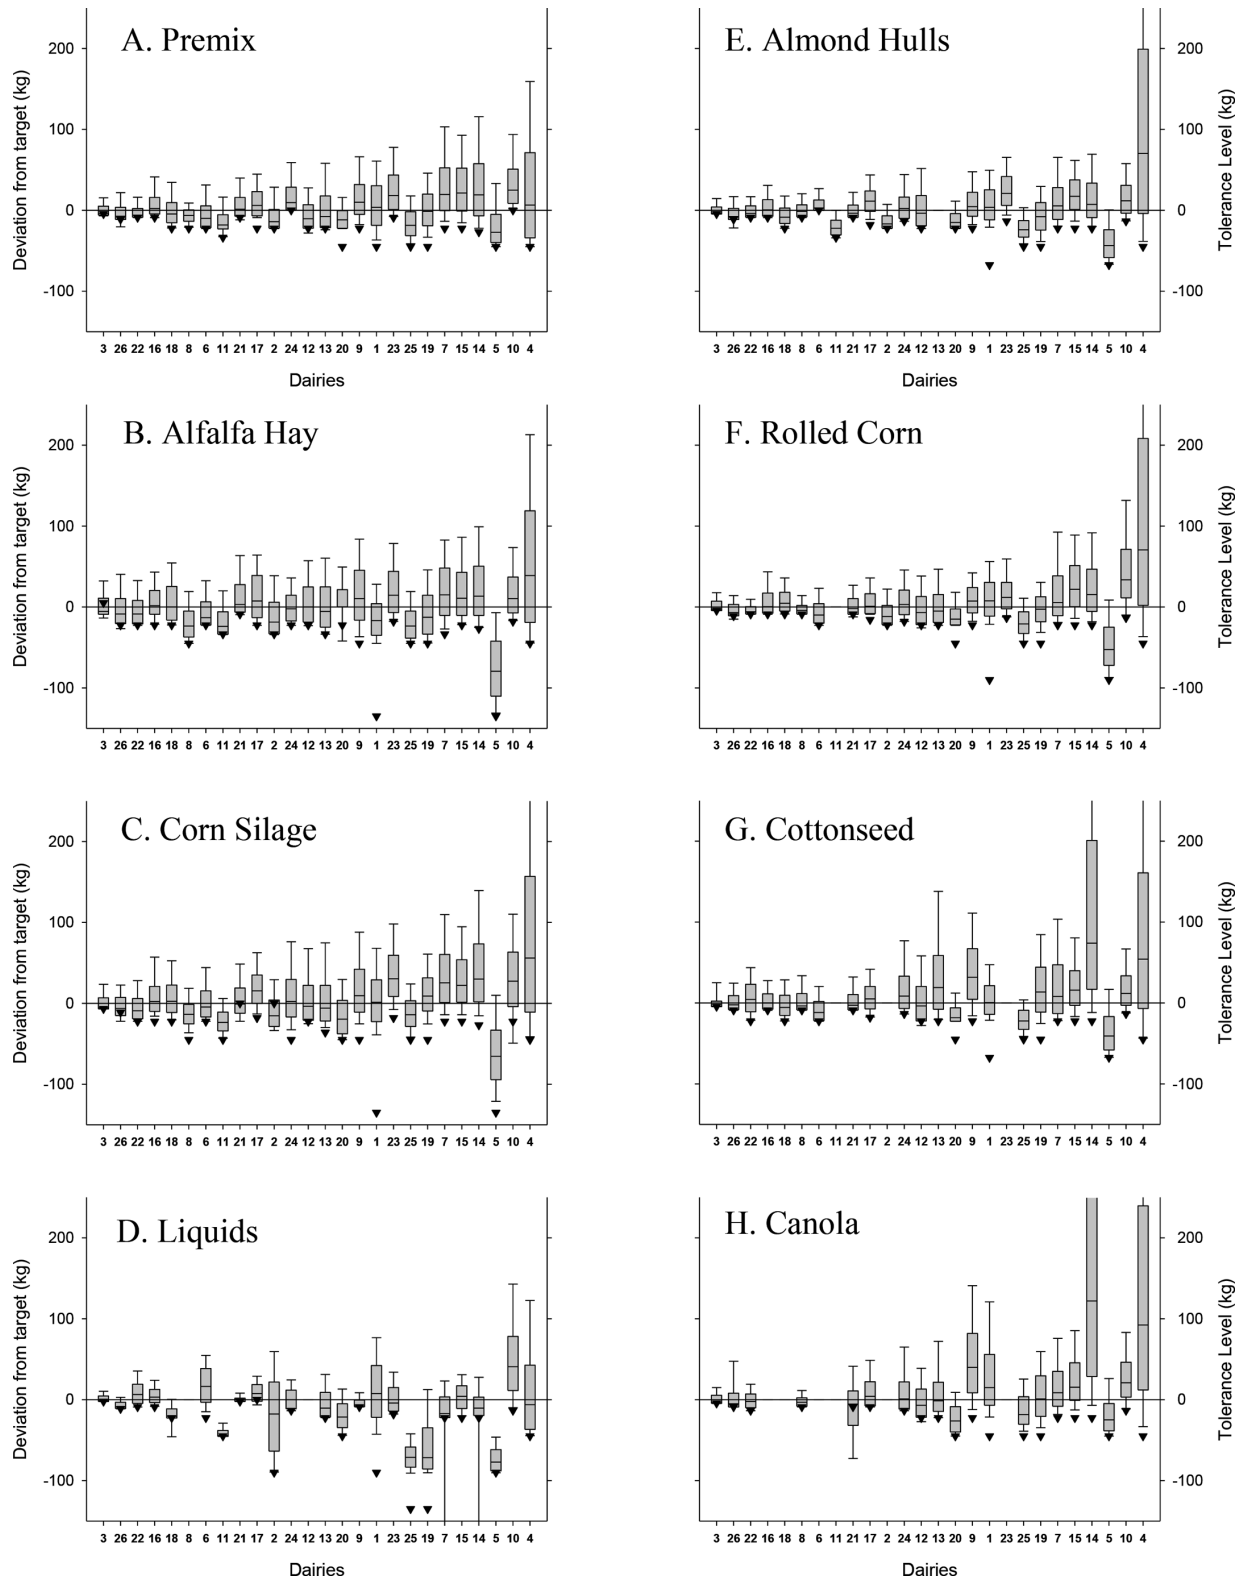 A. Premix
200
100
0
-100
Deviation from target (kg)
3 26 22 16 18 8 6 11 21 17 2 24 12 13 20 9 1 23 25 19 7 15 14 5 10 4
Dairies
E. Almond Hulls
200
100
0
-100
Tolerance Level (kg)
3 26 22 16 18 8 6 11 21 17 2 24 12 13 20 9 1 23 25 19 7 15 14 5 10 4
Dairies
B. Alfalfa Hay
200
100
0
-100
Deviation from target (kg)
3 26 22 16 18 8 6 11 21 17 2 24 12 13 20 9 1 23 25 19 7 15 14 5 10 4
F. Rolled Corn
200
100
0
-100
Tolerance Level (kg)
3 26 22 16 18 8 6 11 21 17 2 24 12 13 20 9 1 23 25 19 7 15 14 5 10 4
C. Corn Silage
200
100
0
-100
Deviation from target (kg)
3 26 22 16 18 8 6 11 21 17 2 24 12 13 20 9 1 23 25 19 7 15 14 5 10 4
G. Cottonseed
200
100
0
-100
Tolerance Level (kg)
3 26 22 16 18 8 6 11 21 17 2 24 12 13 20 9 1 23 25 19 7 15 14 5 10 4
D. Liquids
200
100
0
-100
Deviation from target (kg)
3 26 22 16 18 8 6 11 21 17 2 24 12 13 20 9 1 23 25 19 7 15 14 5 10 4
Dairies
H. Canola
200
100
0
-100
Tolerance Level (kg)
3 26 22 16 18 8 6 11 21 17 2 24 12 13 20 9 1 23 25 19 7 15 14 5 10 4
Dairies